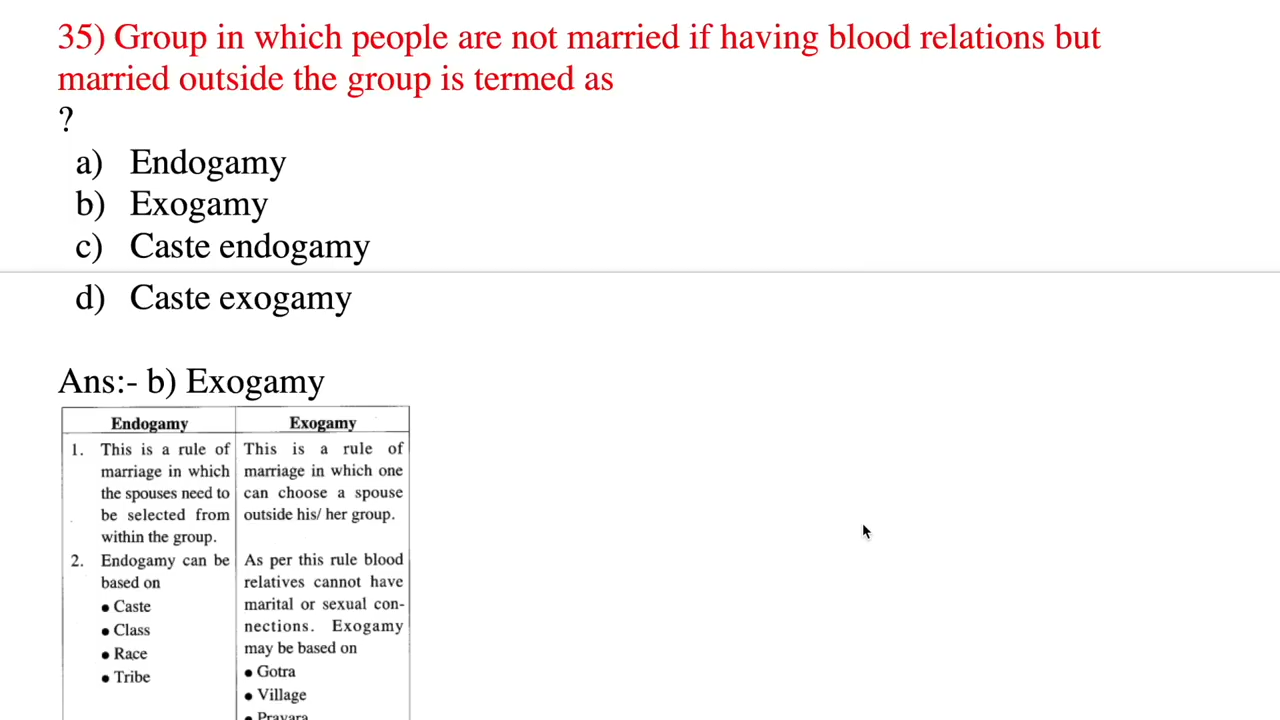 35) Group in which people are not married if having blood relations but
married outside the group is termed as
?
a) Endogamy
b) Exogamy
c) Caste endogamy
d) Caste exogamy
Ans:- b) Exogamy
Endogamy
1. This is a rule of
marriage in which
the spouses need to
be selected from
within the group.
2. Endogamy can be
based on
• Caste
• Class
• Race
• Tribe
Exogamy
This is a rule of
marriage in which one
can choose a spouse
outside his/ her group.
As per this rule blood
relatives cannot have
marital or sexual con-
nections. Exogamy
may be based on
• Gotra
• Village
• Pravara